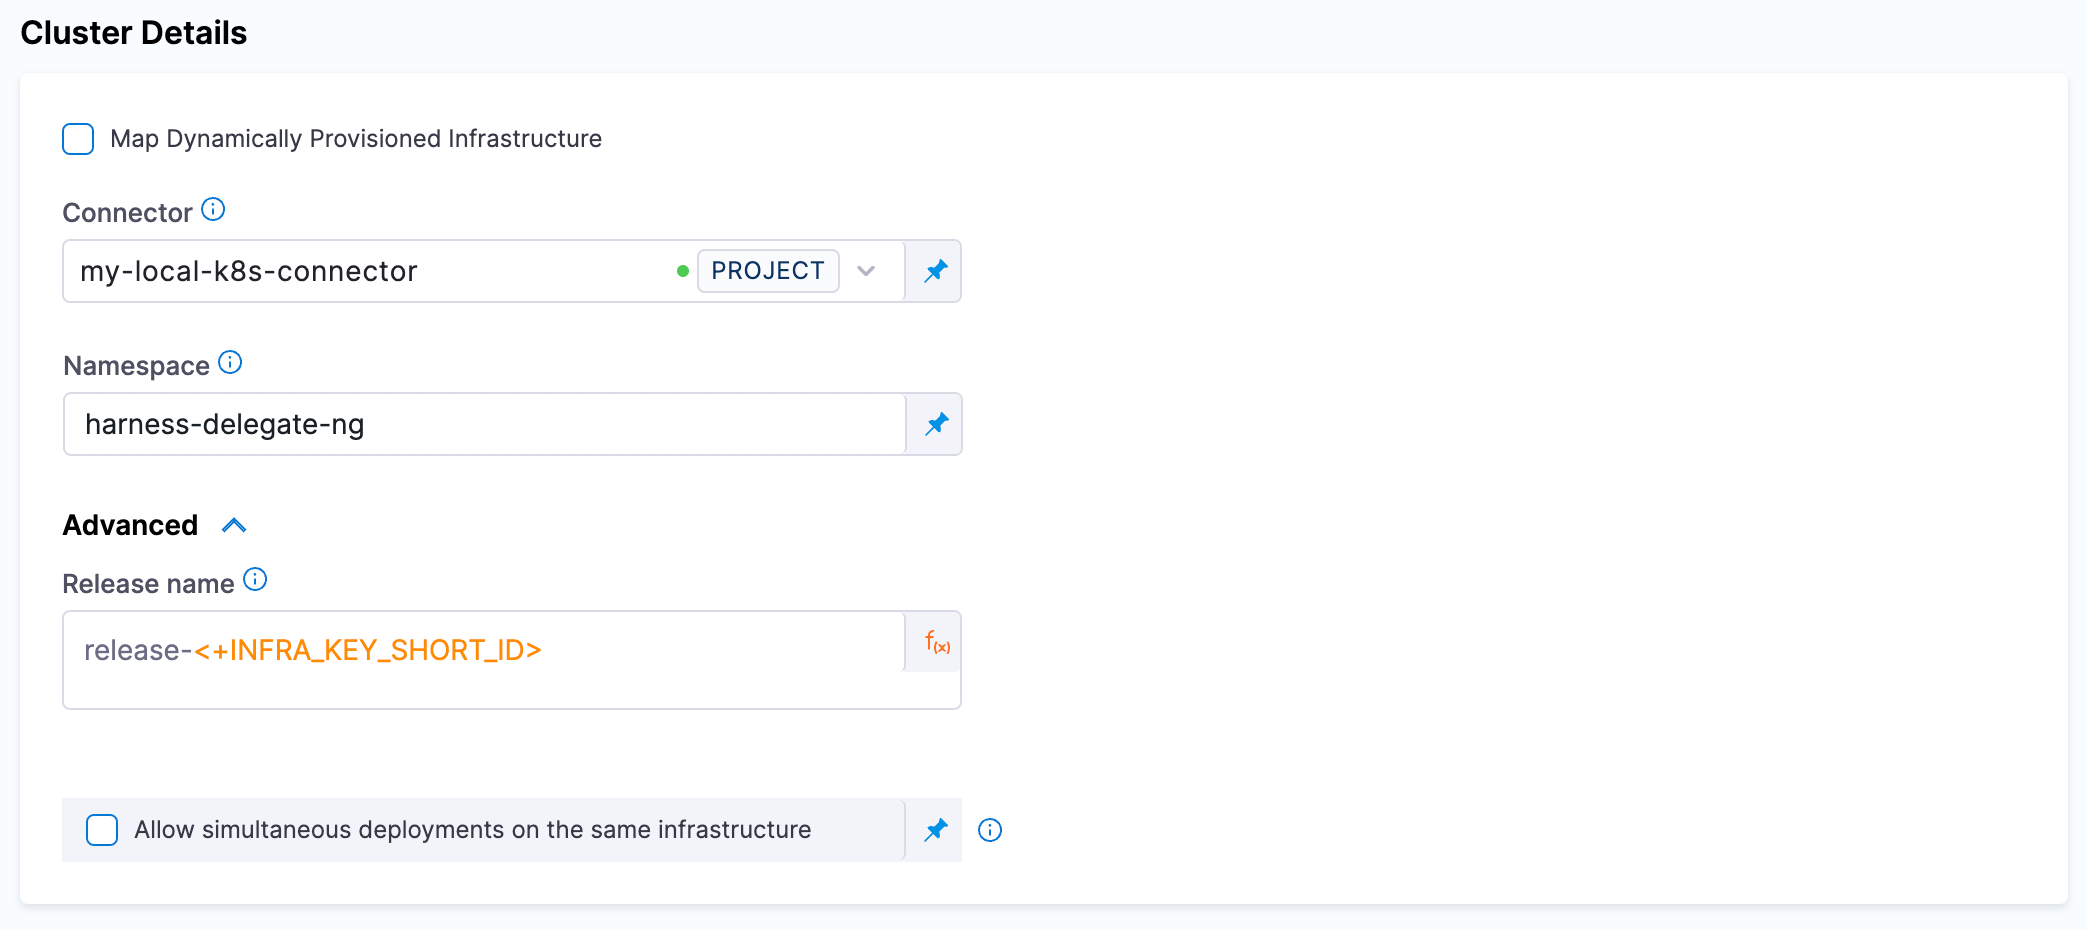 Cluster Details
Map Dynamically Provisioned Infrastructure
Connector
my-local-k8s-connector PROJECT
Namespace
harness-delegate-ng
Advanced
Release name
release-<+INFRA_KEY_SHORT_ID> f(x)
Allow simultaneous deployments on the same infrastructure